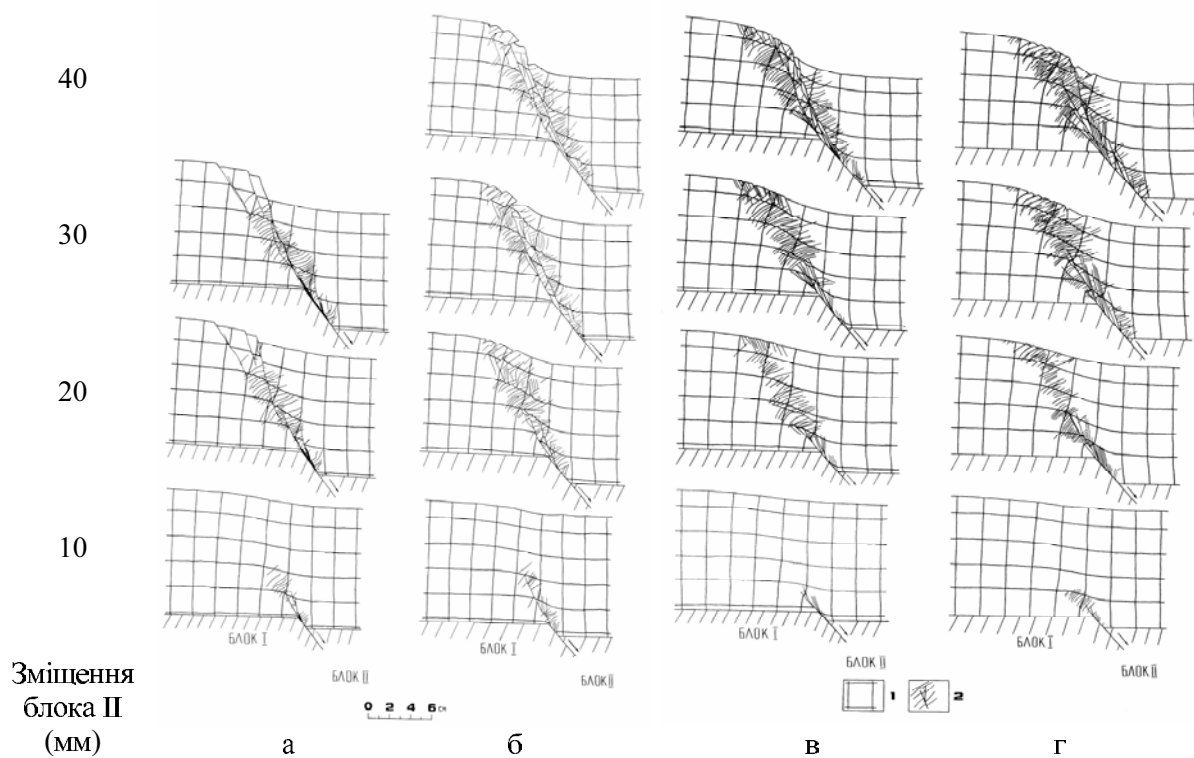 40
30
20
10
БЛОК I
БЛОК II
БЛОК I
БЛОК II
БЛОК I
БЛОК II
БЛОК I
БЛОК II
Зміщення
блока II
(мм)
0 2 4 6 см
1
2
а
б
в
г